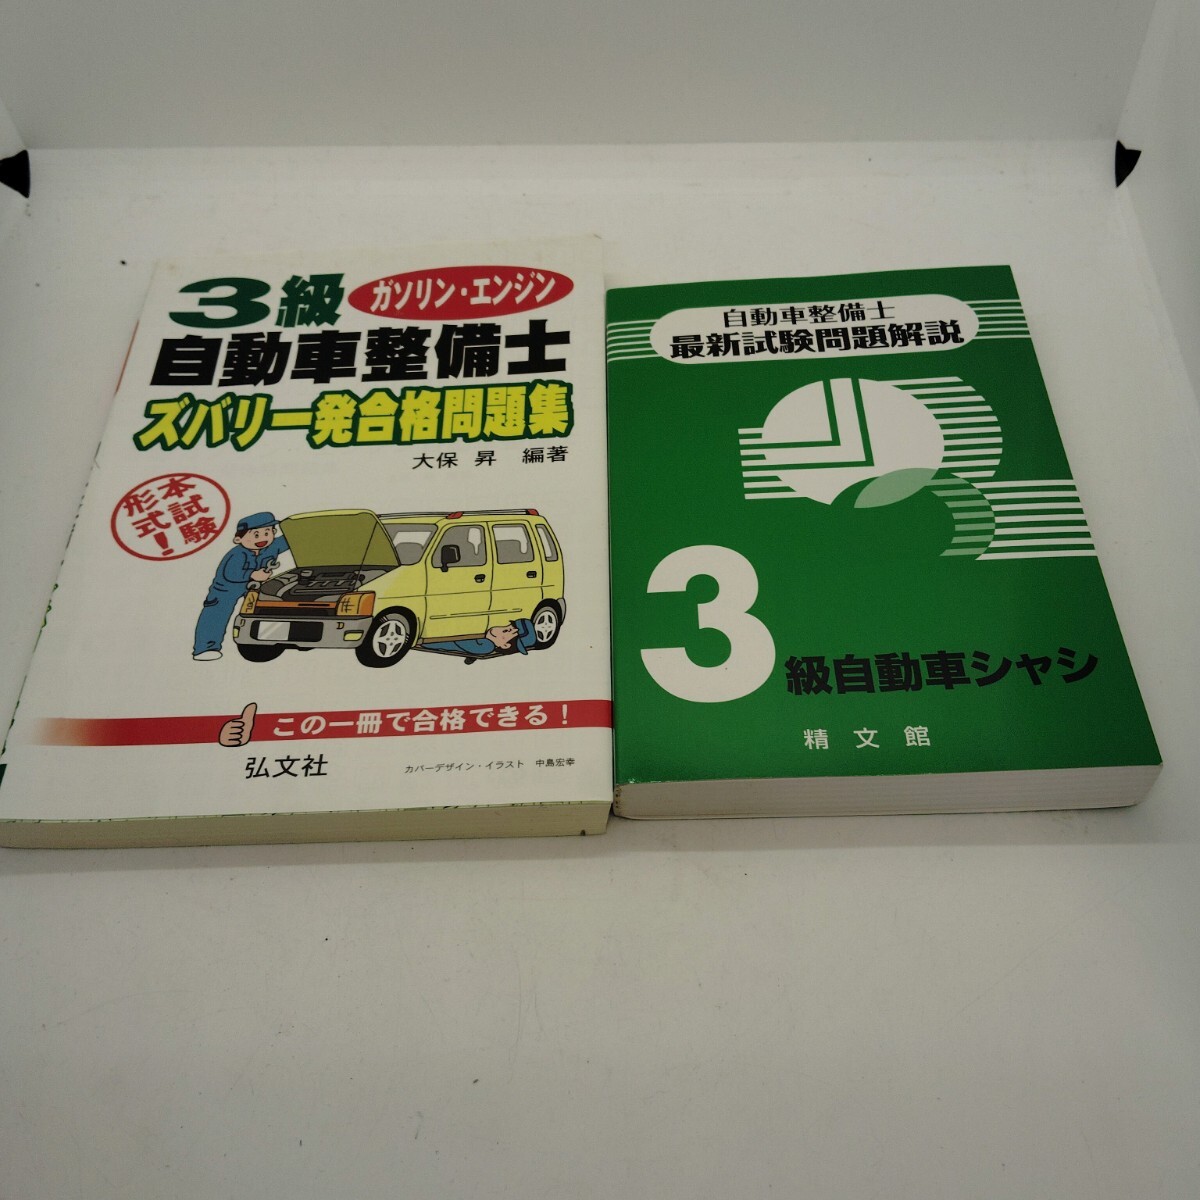 3級
ガソリン・エンジン
自動車整備士
ズバリ一発合格問題集
大保 昇 編著
本試験
形式!
この一冊で合格できる!
弘文社
カバーデザイン・イラスト 中島宏幸
自動車整備士
最新試験問題解説
3級自動車シャシ
精文館